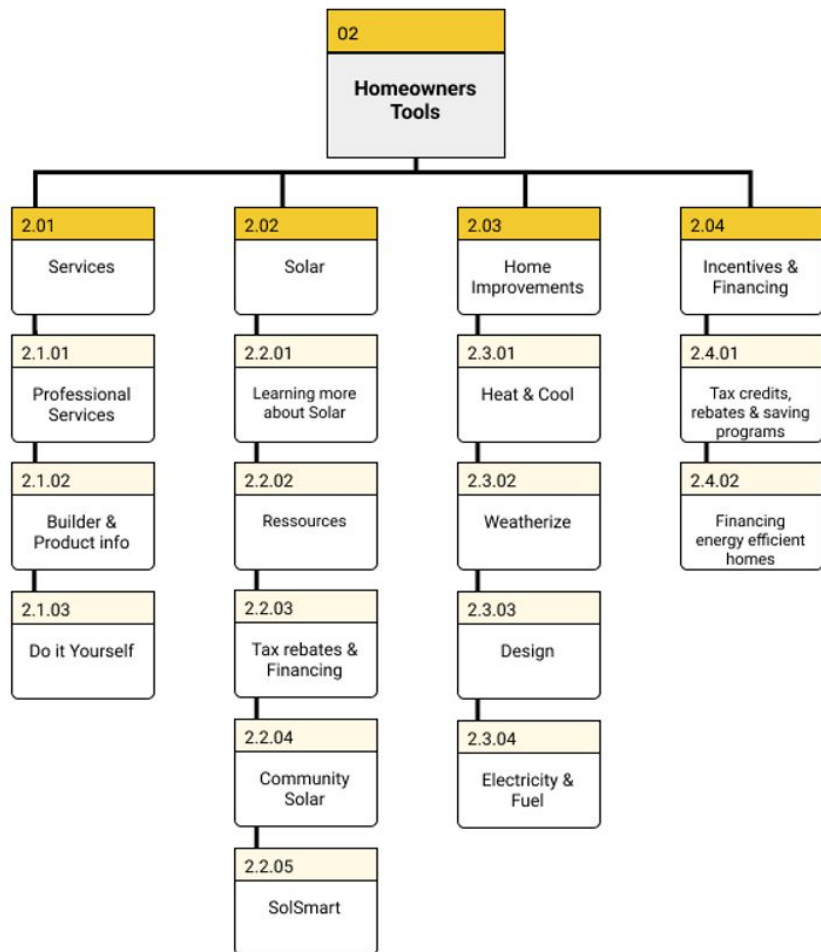 02
Homeowners
Tools
2.01
Services
2.1.01
Professional
Services
2.1.02
Builder &
Product info
2.1.03
Do it Yourself
2.02
Solar
2.2.01
Learning more
about Solar
2.2.02
Ressources
2.2.03
Tax rebates &
Financing
2.2.04
Community
Solar
2.2.05
SolSmart
2.03
Home
Improvements
2.3.01
Heat & Cool
2.3.02
Weatherize
2.3.03
Design
2.3.04
Electricity &
Fuel
2.04
Incentives &
Financing
2.4.01
Tax credits,
rebates & saving
programs
2.4.02
Financing
energy efficient
homes